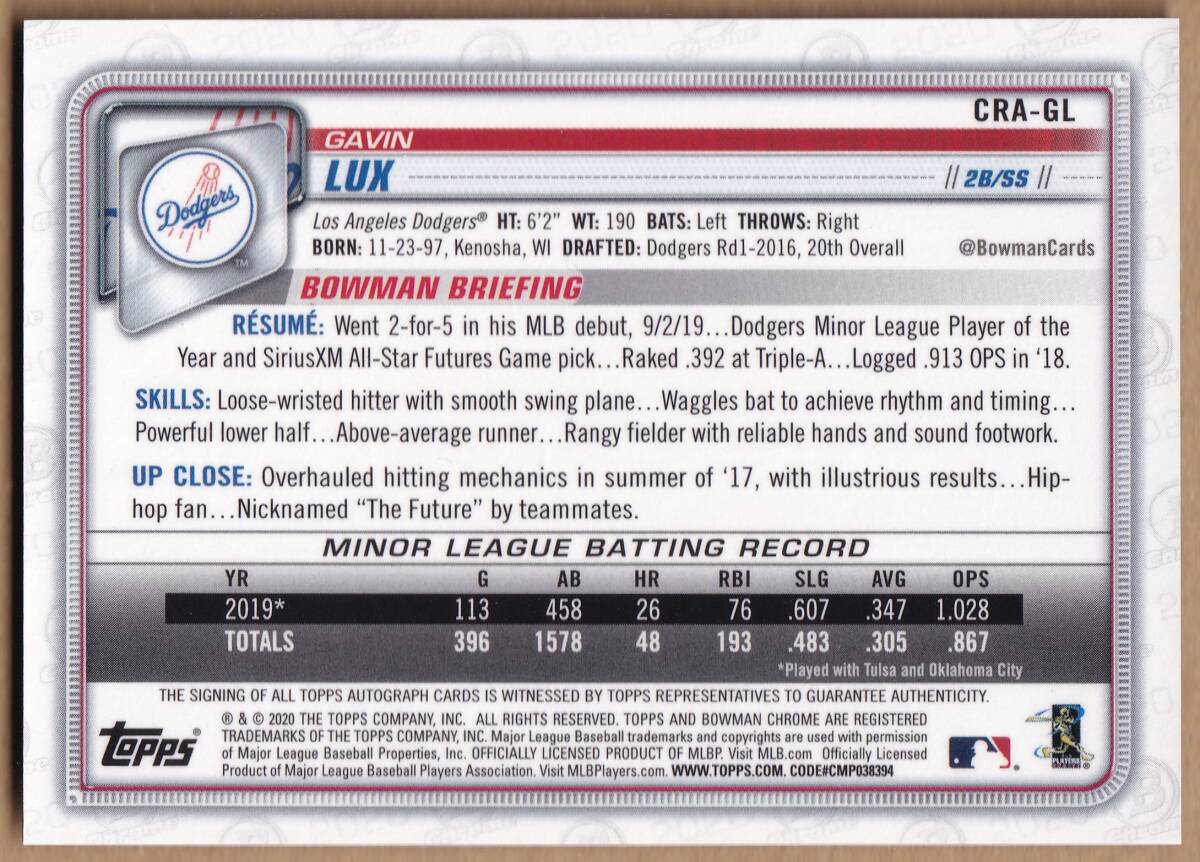 CRA-GL
GAVIN
LUX // 2B/SS //
Dodgers
TM
Los Angeles Dodgers® HT: 6'2" WT: 190 BATS: Left THROWS: Right
BORN: 11-23-97, Kenosha, WI DRAFTED: Dodgers Rd1-2016, 20th Overall @BowmanCards
BOWMAN BRIEFING
RÉSUMÉ: Went 2-for-5 in his MLB debut, 9/2/19...Dodgers Minor League Player of the
Year and SiriusXM All-Star Futures Game pick...Raked .392 at Triple-A...Logged .913 OPS in ‘18.
SKILLS: Loose-wristed hitter with smooth swing plane...Waggles bat to achieve rhythm and timing...
Powerful lower half...Above-average runner...Rangy fielder with reliable hands and sound footwork.
UP CLOSE: Overhauled hitting mechanics in summer of ‘17, with illustrious results...Hip-
hop fan...Nicknamed “The Future” by teammates.
MINOR LEAGUE BATTING RECORD
YR G AB HR RBI SLG AVG OPS
2019* 113 458 26 76 .607 .347 1.028
TOTALS 396 1578 48 193 .483 .305 .867
*Played with Tulsa and Oklahoma City
THE SIGNING OF ALL TOPPS AUTOGRAPH CARDS IS WITNESSED BY TOPPS REPRESENTATIVES TO GUARANTEE AUTHENTICITY.
topps®
® & © 2020 THE TOPPS COMPANY, INC. ALL RIGHTS RESERVED. TOPPS AND BOWMAN CHROME ARE REGISTERED
TRADEMARKS OF THE TOPPS COMPANY, INC. Major League Baseball trademarks and copyrights are used with permission
of Major League Baseball Properties, Inc. OFFICIALLY LICENSED PRODUCT OF MLBP. Visit MLB.com Officially Licensed
Product of Major League Baseball Players Association. Visit MLBPlayers.com. WWW.TOPPS.COM. CODE#CMP038394
PLAYERS